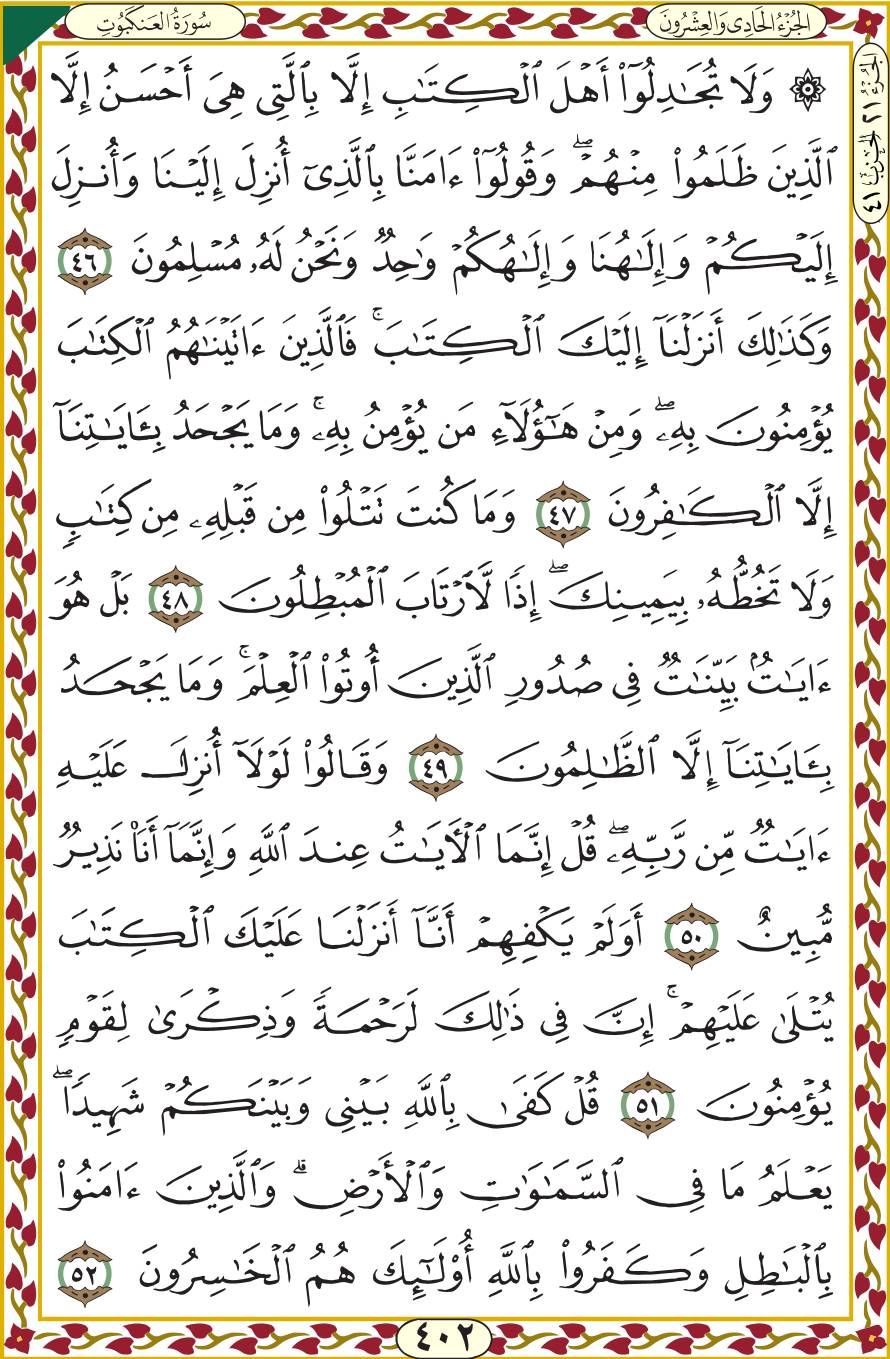 الجُزْءُ الحَادِى وَالعِشْرُونَ
سُورَةُ العَنكَبُوتِ
الجُزْءُ ٢١ الحِزْبُ ٤١
۞ وَلَا تُجَٰدِلُوٓا۟ أَهْلَ ٱلْكِتَٰبِ إِلَّا بِٱلَّتِى هِىَ أَحْسَنُ إِلَّا
ٱلَّذِينَ ظَلَمُوا۟ مِنْهُمْ ۖ وَقُولُوٓا۟ ءَامَنَّا بِٱلَّذِىٓ أُنزِلَ إِلَيْنَا وَأُنزِلَ
إِلَيْكُمْ وَإِلَٰهُنَا وَإِلَٰهُكُمْ وَٰحِدٌ وَنَحْنُ لَهُۥ مُسْلِمُونَ ٤٦
وَكَذَٰلِكَ أَنزَلْنَآ إِلَيْكَ ٱلْكِتَٰبَ ۚ فَٱلَّذِينَ ءَاتَيْنَٰهُمُ ٱلْكِتَٰبَ
يُؤْمِنُونَ بِهِۦ ۖ وَمِنْ هَٰٓؤُلَآءِ مَن يُؤْمِنُ بِهِۦ ۚ وَمَا يَجْحَدُ بِـَٔايَٰتِنَآ
إِلَّا ٱلْكَٰفِرُونَ ٤٧ وَمَا كُنتَ تَتْلُوا۟ مِن قَبْلِهِۦ مِن كِتَٰبٍ
وَلَا تَخُطُّهُۥ بِيَمِينِكَ ۖ إِذًا لَّٱرْتَابَ ٱلْمُبْطِلُونَ ٤٨ بَلْ هُوَ
ءَايَٰتٌۢ بَيِّنَٰتٌ فِى صُدُورِ ٱلَّذِينَ أُوتُوا۟ ٱلْعِلْمَ ۚ وَمَا يَجْحَدُ
بِـَٔايَٰتِنَآ إِلَّا ٱلظَّٰلِمُونَ ٤٩ وَقَالُوا۟ لَوْلَآ أُنزِلَ عَلَيْهِ
ءَايَٰتٌ مِّن رَّبِّهِۦ ۖ قُلْ إِنَّمَا ٱلْـَٔايَٰتُ عِندَ ٱللَّهِ وَإِنَّمَآ أَنَا۠ نَذِيرٌ
مُّبِينٌ ٥٠ أَوَلَمْ يَكْفِهِمْ أَنَّآ أَنزَلْنَا عَلَيْكَ ٱلْكِتَٰبَ
يُتْلَىٰ عَلَيْهِمْ ۚ إِنَّ فِى ذَٰلِكَ لَرَحْمَةً وَذِكْرَىٰ لِقَوْمٍ
يُؤْمِنُونَ ٥١ قُلْ كَفَىٰ بِٱللَّهِ بَيْنِى وَبَيْنَكُمْ شَهِيدًا ۖ
يَعْلَمُ مَا فِى ٱلسَّمَٰوَٰتِ وَٱلْأَرْضِ ۗ وَٱلَّذِينَ ءَامَنُوا۟
بِٱلْبَٰطِلِ وَكَفَرُوا۟ بِٱللَّهِ أُو۟لَٰٓئِكَ هُمُ ٱلْخَٰسِرُونَ ٥٢
٤٠٢